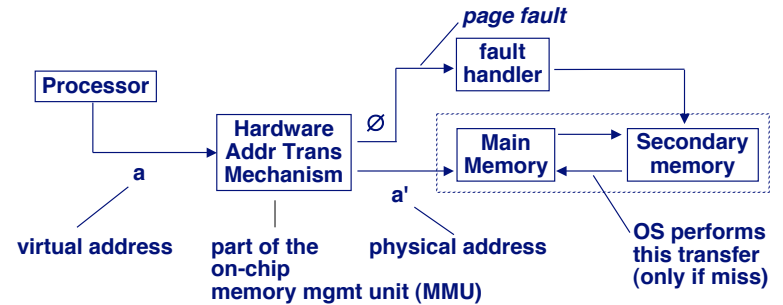 page fault
fault
handler
Processor
Hardware
Addr Trans
Mechanism
∅
Main
Memory
Secondary
memory
a
a'
virtual address
part of the
on-chip
memory mgmt unit (MMU)
physical address
OS performs
this transfer
(only if miss)